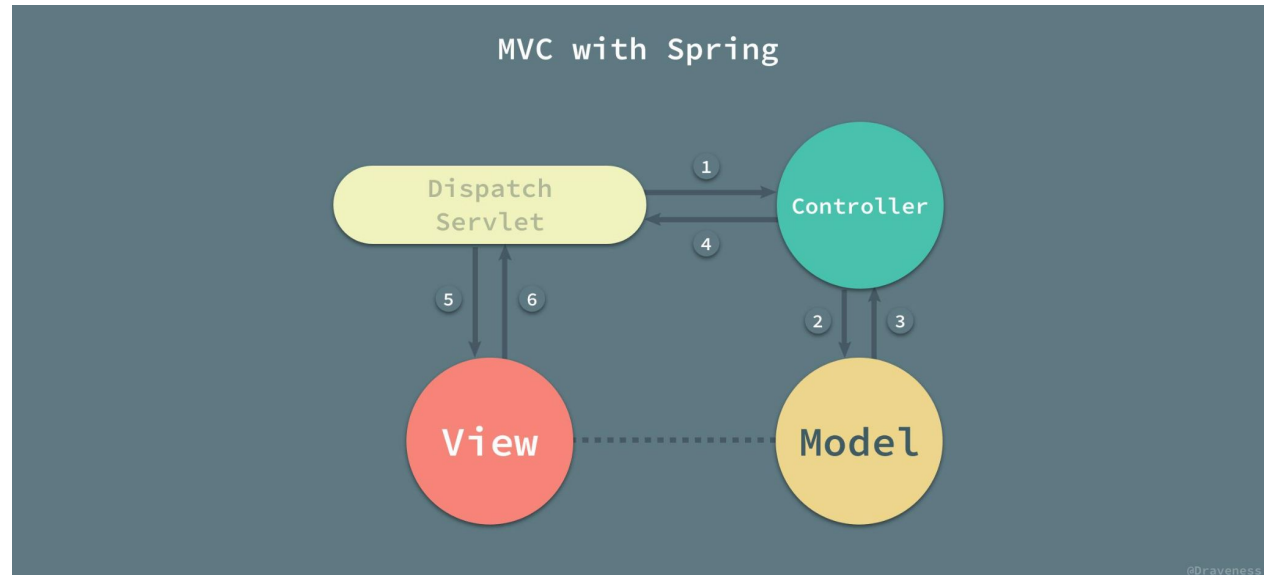 MVC with Spring
1
Dispatch
Servlet
Controller
4
5
6
2
3
View
Model
@Draveness